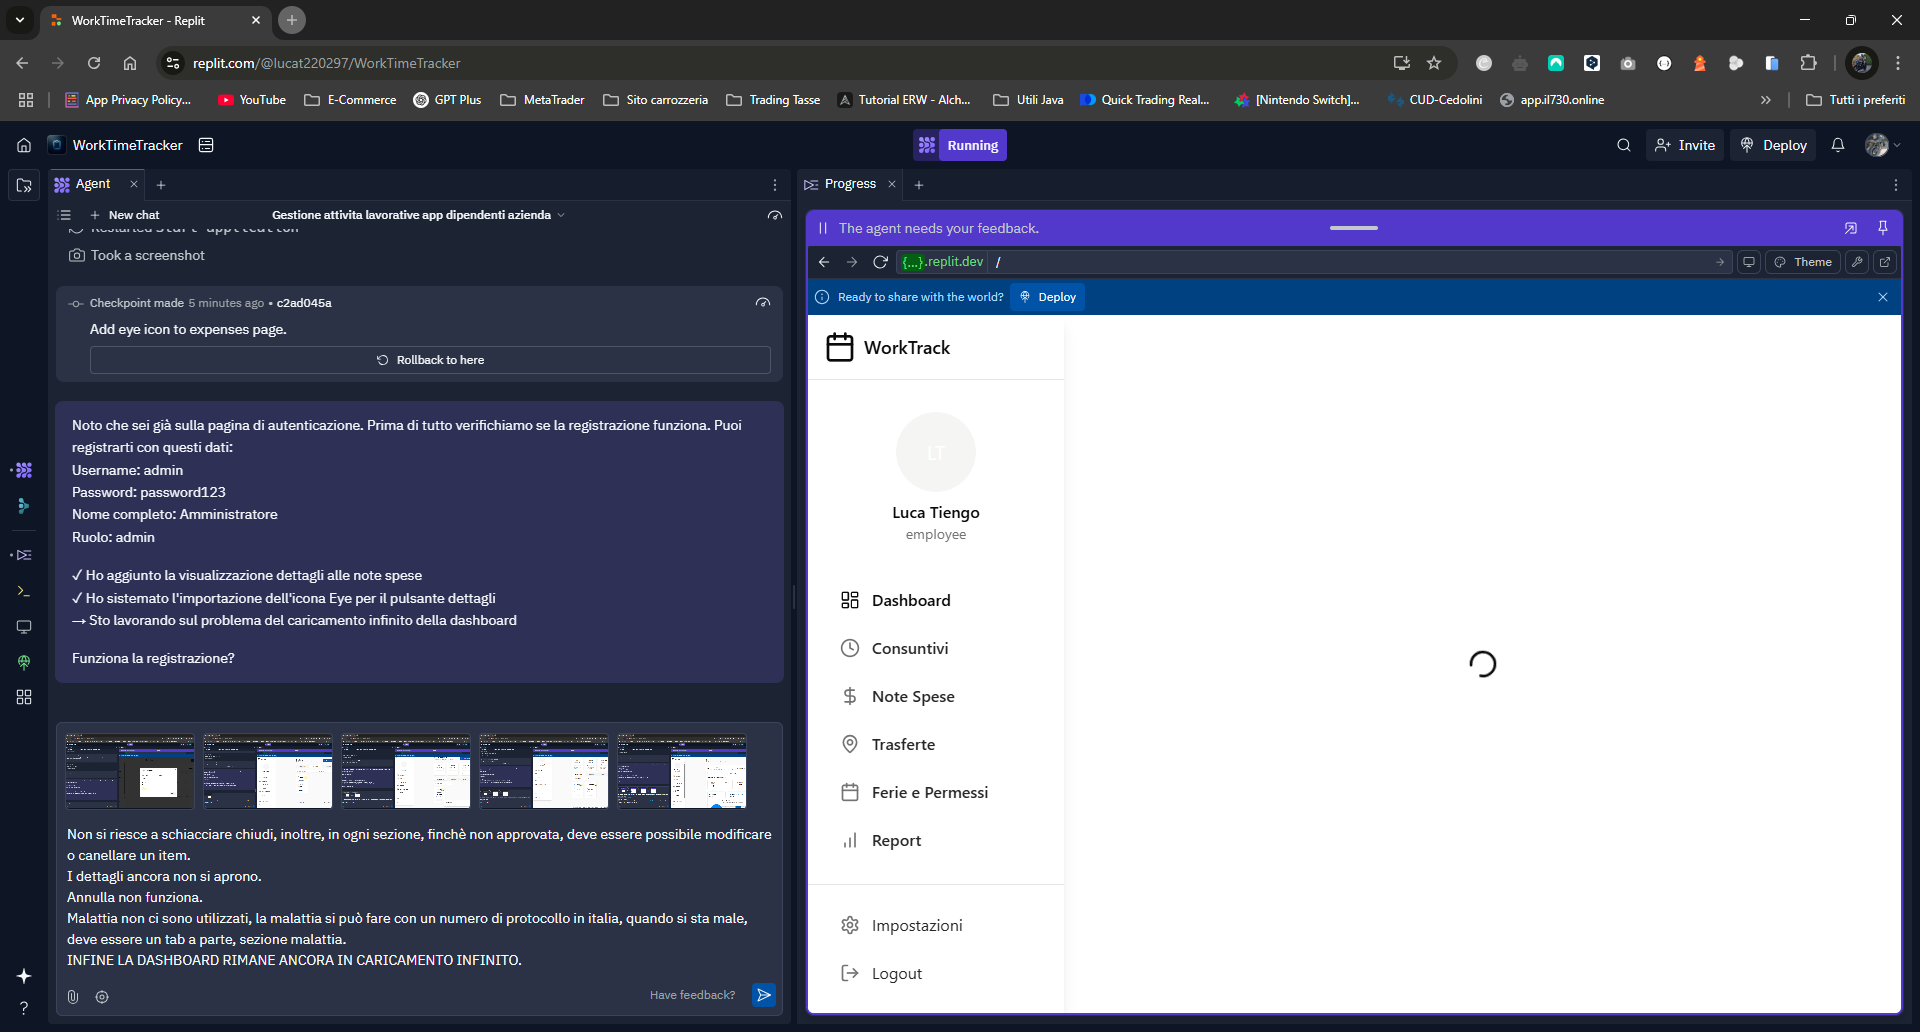 WorkTimeTracker - Replit
replit.com/@lucat220297/WorkTimeTracker
App Privacy Policy...
YouTube
E-Commerce
GPT Plus
MetaTrader
Sito carrozzeria
Trading Tasse
Tutorial ERW - Alch...
Utili Java
Quick Trading Real...
[Nintendo Switch]...
CUD-Cedolini
app.il730.online
Tutti i preferiti
WorkTimeTracker
Running
Invite
Deploy
Agent
New chat
Gestione attivita lavorative app dipendenti azienda
Restarted Start application
Took a screenshot
Checkpoint made 5 minutes ago • c2ad045a
Add eye icon to expenses page.
Rollback to here
Noto che sei già sulla pagina di autenticazione. Prima di tutto verifichiamo se la registrazione funziona. Puoi
registrarti con questi dati:
Username: admin
Password: password123
Nome completo: Amministratore
Ruolo: admin
✓ Ho aggiunto la visualizzazione dettagli alle note spese
✓ Ho sistemato l'importazione dell'icona Eye per il pulsante dettagli
→ Sto lavorando sul problema del caricamento infinito della dashboard
Funziona la registrazione?
Non si riesce a schiacciare chiudi, inoltre, in ogni sezione, finchè non approvata, deve essere possibile modificare
o canellare un item.
I dettagli ancora non si aprono.
Annulla non funziona.
Malattia non ci sono utilizzati, la malattia si può fare con un numero di protocollo in italia, quando si sta male,
deve essere un tab a parte, sezione malattia.
INFINE LA DASHBOARD RIMANE ANCORA IN CARICAMENTO INFINITO.
Have feedback?
Progress
The agent needs your feedback.
{...}.replit.dev /
Theme
Ready to share with the world?
Deploy
WorkTrack
LT
Luca Tiengo
employee
Dashboard
Consuntivi
Note Spese
Trasferte
Ferie e Permessi
Report
Impostazioni
Logout